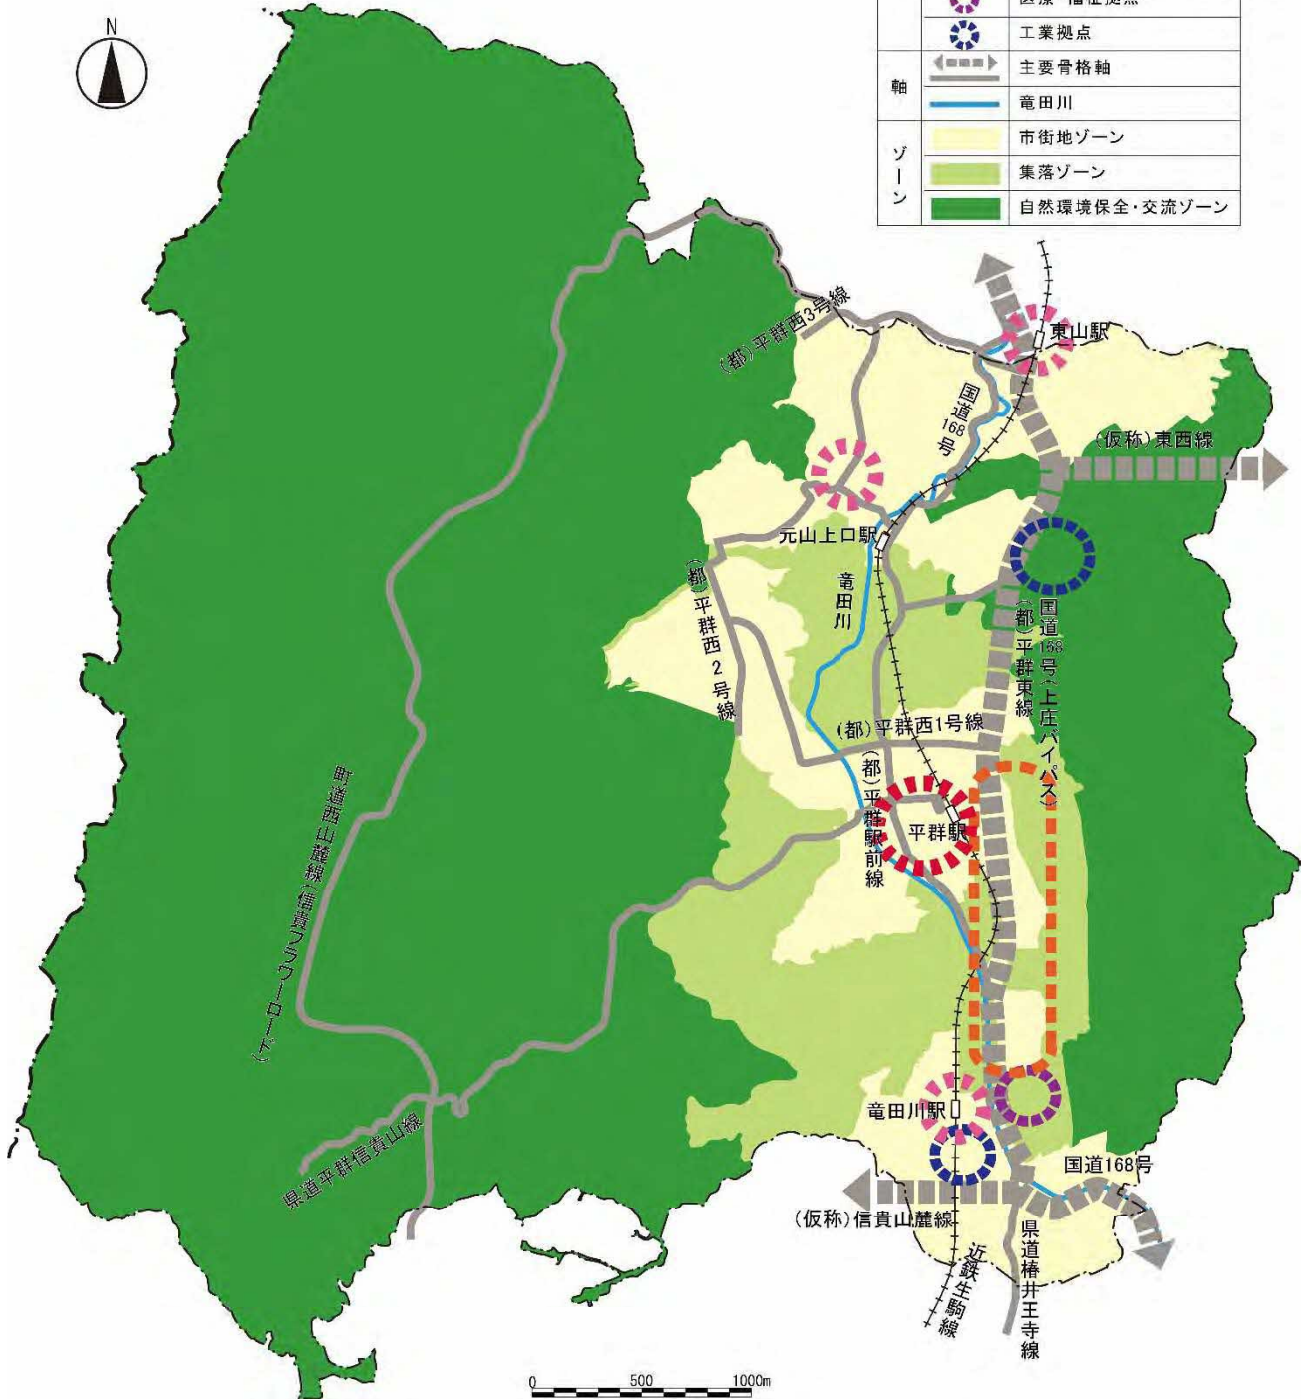 医療・福祉拠点
工業拠点
軸
主要骨格軸
竜田川
ゾーン
市街地ゾーン
集落ゾーン
自然環境保全・交流ゾーン
N
(都)平群西3号線
東山駅
国道168号
(仮称)東西線
元山上口駅
竜田川
(都)平群西2号線
国道168号(上庄バイパス)
(都)平群東線
(都)平群西1号線
(都)平群駅前線
平群駅
町道西山麓線(信貴フラワーロード)
竜田川駅
県道平群信貴山線
国道168号
(仮称)信貴山麓線
近鉄生駒線
県道椿井王寺線
0 500 1000m